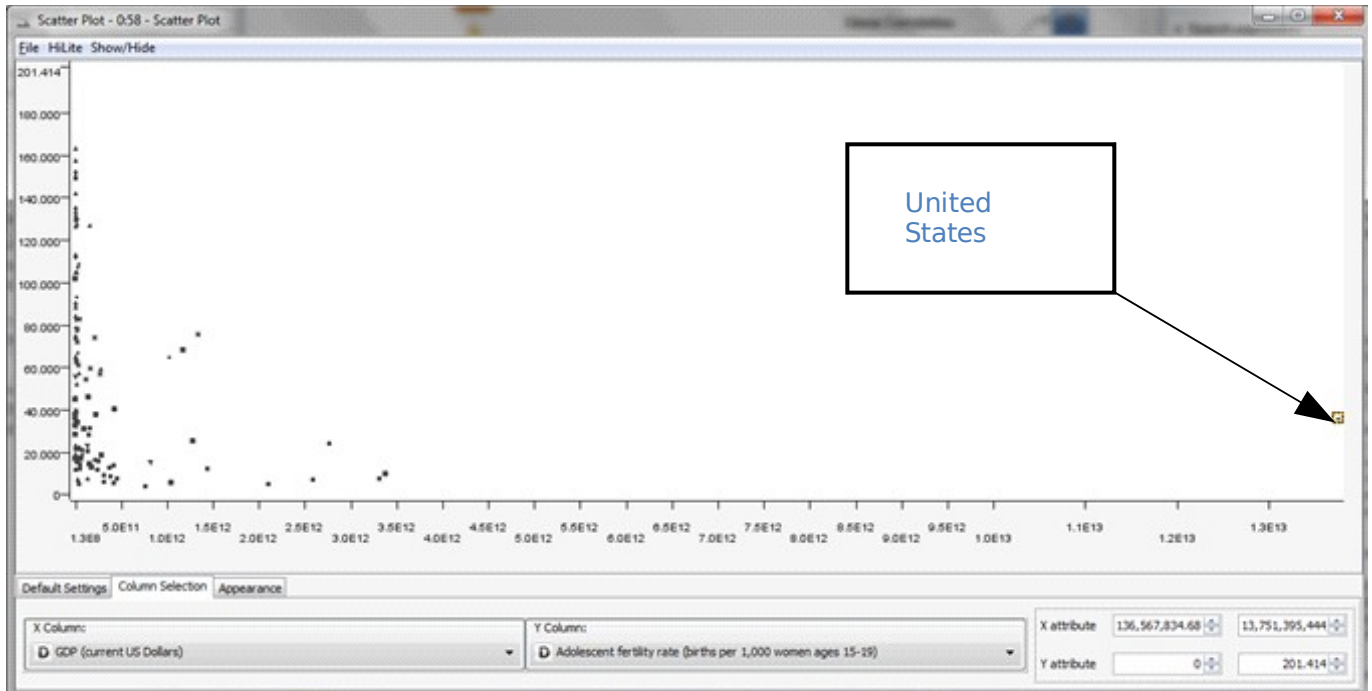 Scatter Plot - 0:58 - Scatter Plot
File HiLite Show/Hide
201.414
180.000
160.000
140.000
120.000
100.000
80.000
60.000
40.000
20.000
0
United
States
5.0E11 1.5E12 2.5E12 3.5E12 4.5E12 5.5E12 6.5E12 7.5E12 8.5E12 9.5E12 1.1E13 1.3E13
1.3E8 1.0E12 2.0E12 3.0E12 4.0E12 5.0E12 6.0E12 7.0E12 8.0E12 9.0E12 1.0E13 1.2E13
Default Settings Column Selection Appearance
X Column: Y Column: X attribute 136,567,834.68 13,751,395,444
D GDP (current US Dollars) D Adolescent fertility rate (births per 1,000 women ages 15-19)
Y attribute 0 201.414